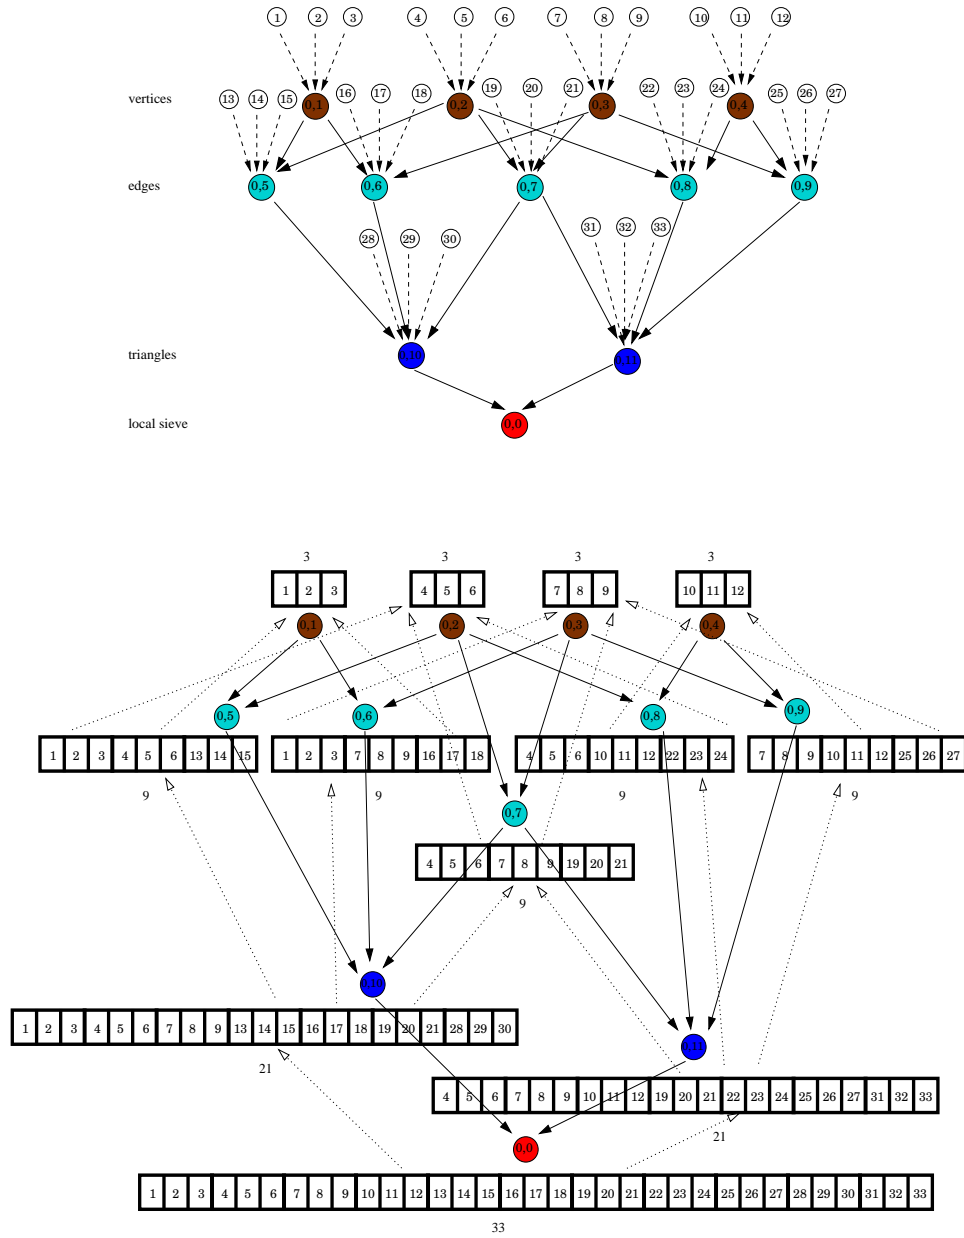 1 2 3 4 5 6 7 8 9 10 11 12
vertices 13 14 15 0,1 16 17 18 0,2 19 20 21 0,3 22 23 24 0,4 25 26 27
edges 0,5 0,6 0,7 0,8 0,9
28 29 30 31 32 33
triangles 0,10 0,11
local sieve 0,0
3 3 3 3
1 2 3 4 5 6 7 8 9 10 11 12
0,1 0,2 0,3 0,4
0,5 0,6 0,8 0,9
1 2 3 4 5 6 13 14 15 1 2 3 7 8 9 16 17 18 4 5 6 10 11 12 22 23 24 7 8 9 10 11 12 25 26 27
9 9 9 9
0,7
4 5 6 7 8 9 19 20 21
9
0,10
1 2 3 4 5 6 7 8 9 13 14 15 16 17 18 19 20 21 28 29 30
0,11
21
4 5 6 7 8 9 10 11 12 19 20 21 22 23 24 25 26 27 31 32 33
21
0,0
1 2 3 4 5 6 7 8 9 10 11 12 13 14 15 16 17 18 19 20 21 22 23 24 25 26 27 28 29 30 31 32 33
33